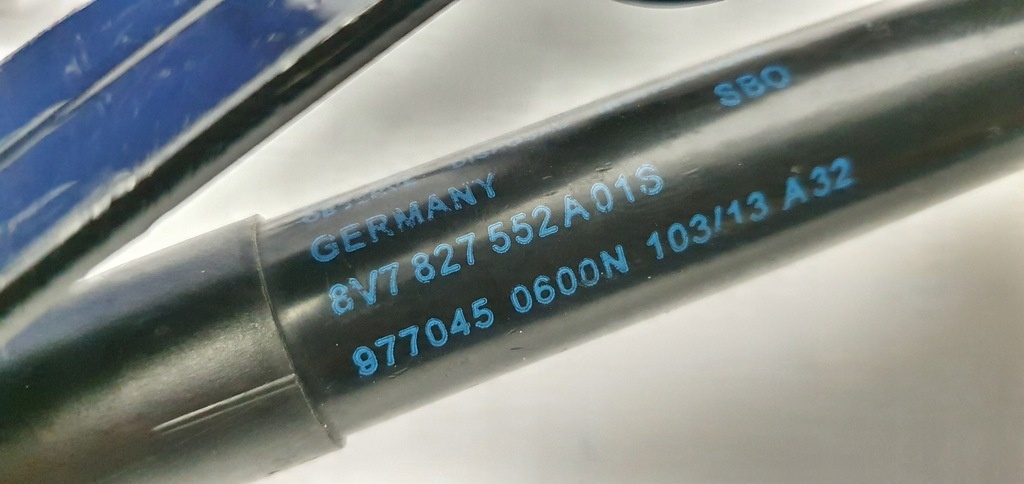 SBO
GERMANY
8V7 827 552A 01S
977045 0600N 103/13 A32